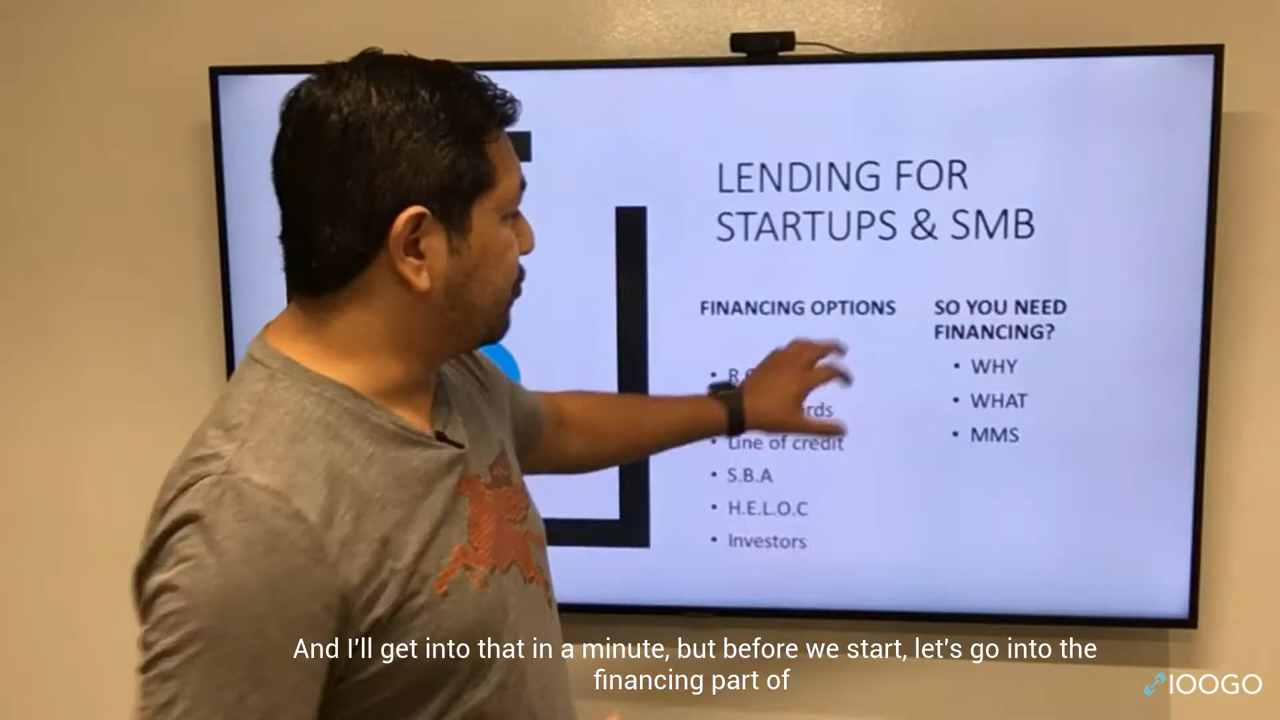 LENDING FOR
STARTUPS & SMB
FINANCING OPTIONS
Line of credit
S.B.A
H.E.L.O.C
Investors
SO YOU NEED
FINANCING?
WHY
WHAT
MMS
And I'll get into that in a minute, but before we start, let's go into the
financing part of
IOOGO